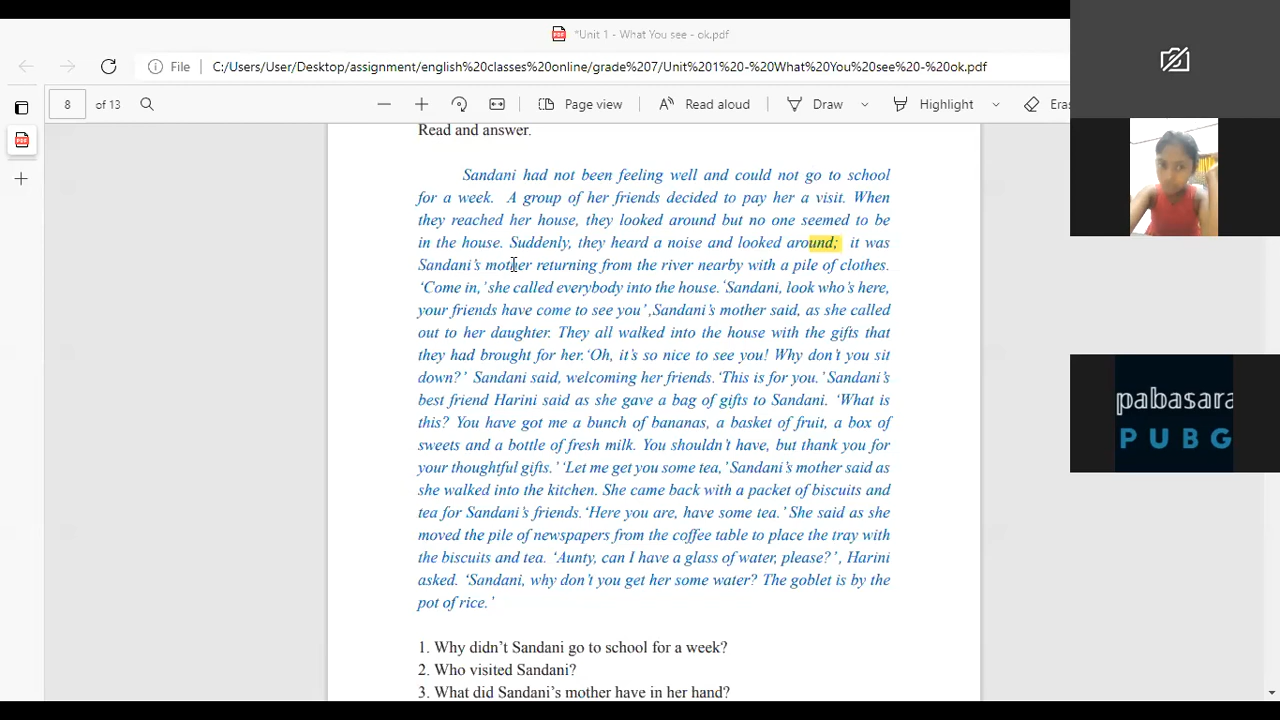 *Unit 1 - What You see - ok.pdf
File C:/Users/User/Desktop/assignment/english%20classes%20online/grade%207/Unit%201%20-%20What%20You%20see%20-%20ok.pdf
8 of 13 Page view Read aloud Draw Highlight Eras
Read and answer.
Sandani had not been feeling well and could not go to school
for a week. A group of her friends decided to pay her a visit. When
they reached her house, they looked around but no one seemed to be
in the house. Suddenly, they heard a noise and looked around; it was
Sandani's mother returning from the river nearby with a pile of clothes.
'Come in,' she called everybody into the house.'Sandani, look who's here,
your friends have come to see you',Sandani's mother said, as she called
out to her daughter. They all walked into the house with the gifts that
they had brought for her.'Oh, it's so nice to see you! Why don't you sit
down?' Sandani said, welcoming her friends.'This is for you.'Sandani's
best friend Harini said as she gave a bag of gifts to Sandani. 'What is
this? You have got me a bunch of bananas, a basket of fruit, a box of
sweets and a bottle of fresh milk. You shouldn't have, but thank you for
your thoughtful gifts.' 'Let me get you some tea,'Sandani's mother said as
she walked into the kitchen. She came back with a packet of biscuits and
tea for Sandani's friends.'Here you are, have some tea.' She said as she
moved the pile of newspapers from the coffee table to place the tray with
the biscuits and tea. 'Aunty, can I have a glass of water, please?', Harini
asked. 'Sandani, why don't you get her some water? The goblet is by the
pot of rice.'
1. Why didn't Sandani go to school for a week?
2. Who visited Sandani?
3. What did Sandani's mother have in her hand?
pabasara
PUBG